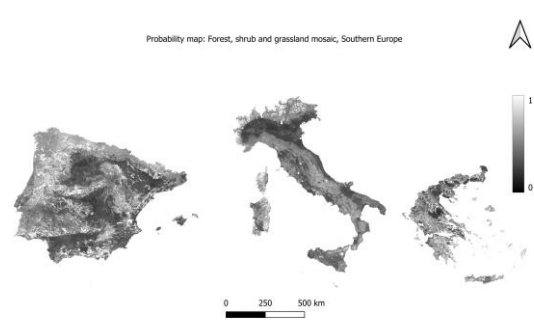 Probability map: Forest, shrub and grassland mosaic, Southern Europe
1
0
0 250 500 km